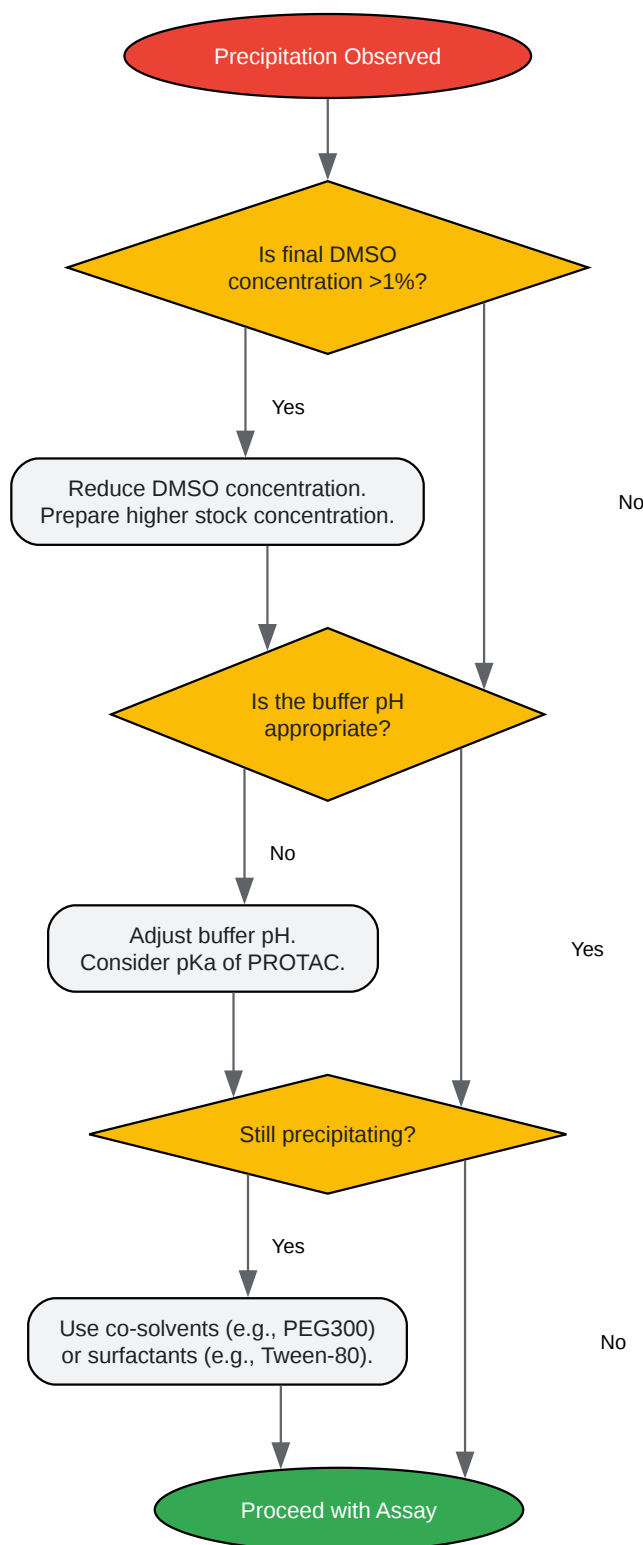 Precipitation Observed
Is final DMSO
concentration >1%?
Yes
Reduce DMSO concentration.
Prepare higher stock concentration.
No
Is the buffer pH
appropriate?
No
Adjust buffer pH.
Consider pKa of PROTAC.
Yes
Still precipitating?
Yes
Use co-solvents (e.g., PEG300)
or surfactants (e.g., Tween-80).
No
Proceed with Assay